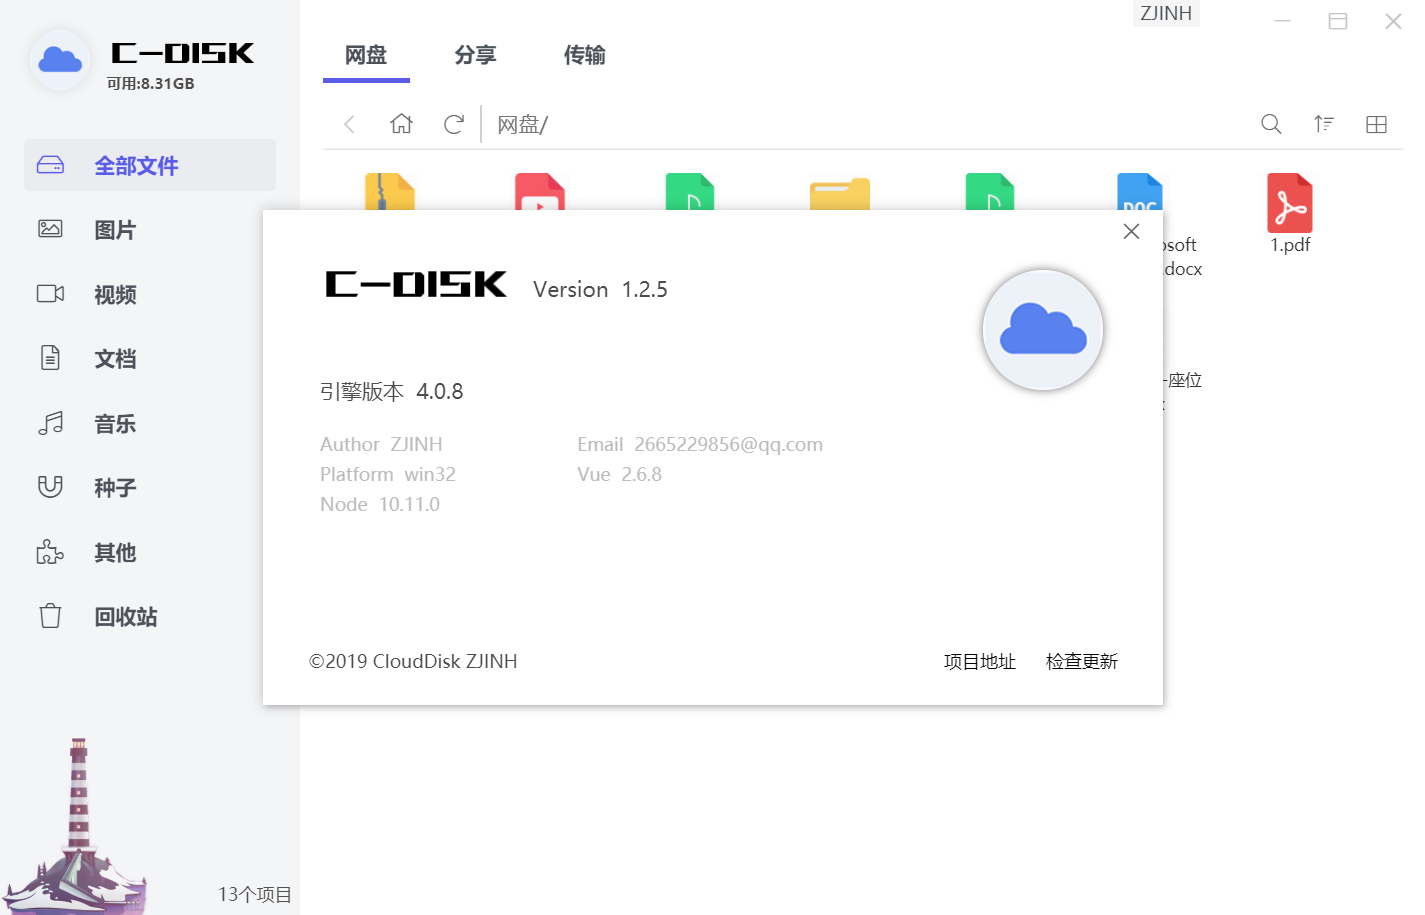 C-DISK
可用:8.31GB
ZJINH
网盘
分享
传输
网盘/
全部文件
图片
视频
文档
音乐
种子
其他
回收站
13个项目
DOC
osoft
.docx
1.pdf
-座位
C-DISK Version 1.2.5
引擎版本 4.0.8
Author ZJINH Email 2665229856@qq.com
Platform win32 Vue 2.6.8
Node 10.11.0
©2019 CloudDisk ZJINH
项目地址 检查更新